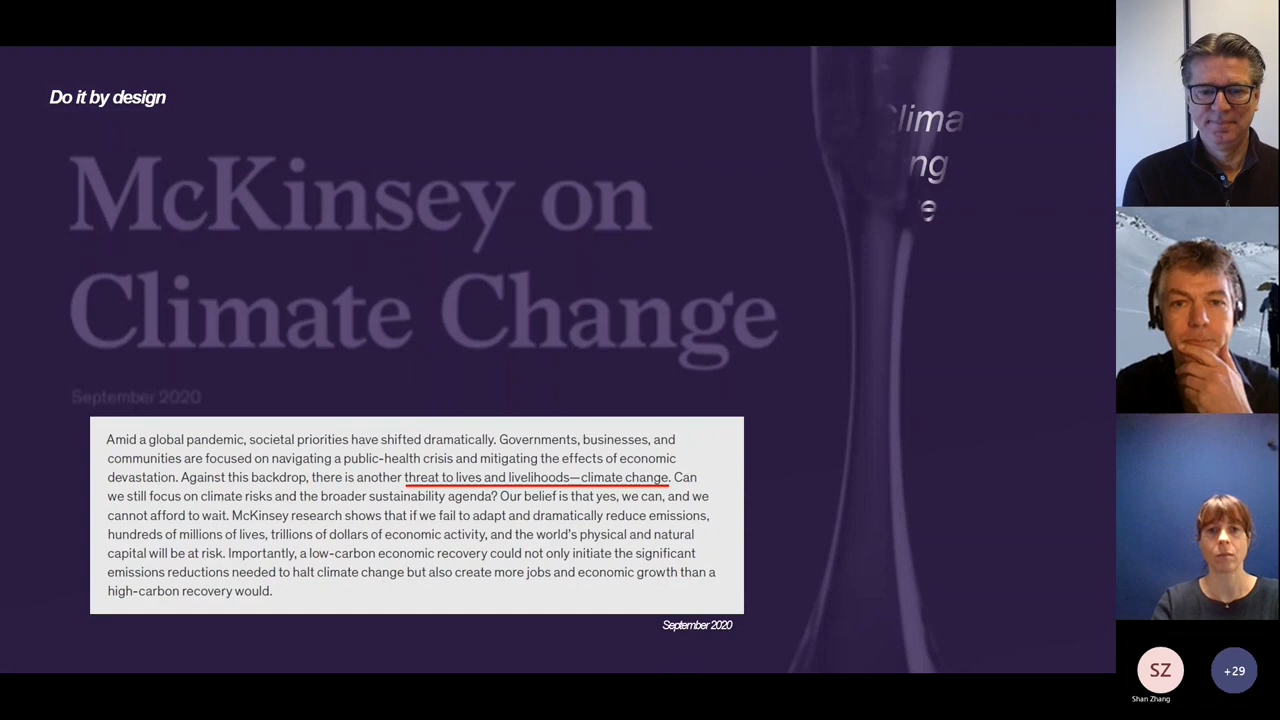 Do it by design
McKinsey on
Climate Change
September 2020
Clima
ng
e
Amid a global pandemic, societal priorities have shifted dramatically. Governments, businesses, and
communities are focused on navigating a public-health crisis and mitigating the effects of economic
devastation. Against this backdrop, there is another threat to lives and livelihoods—climate change. Can
we still focus on climate risks and the broader sustainability agenda? Our belief is that yes, we can, and we
cannot afford to wait. McKinsey research shows that if we fail to adapt and dramatically reduce emissions,
hundreds of millions of lives, trillions of dollars of economic activity, and the world's physical and natural
capital will be at risk. Importantly, a low-carbon economic recovery could not only initiate the significant
emissions reductions needed to halt climate change but also create more jobs and economic growth than a
high-carbon recovery would.
September 2020
SZ
+29
Shan Zhang